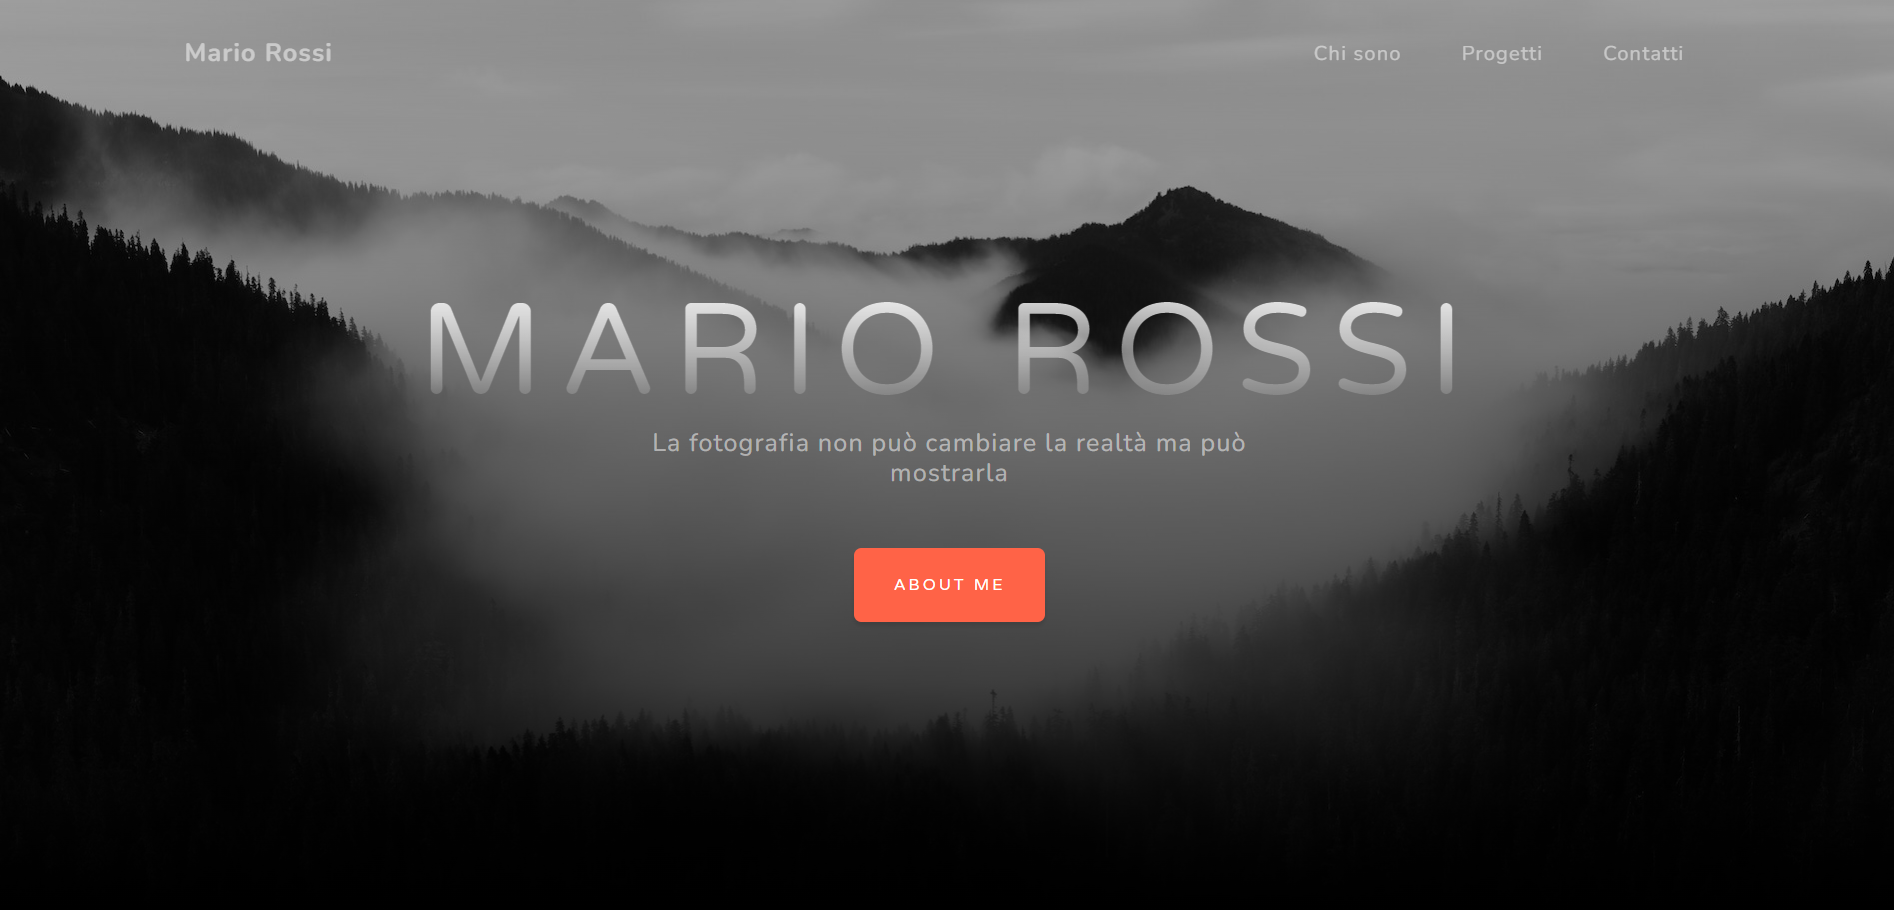 Mario Rossi
Chi sono
Progetti
Contatti
MARIO ROSSI
La fotografia non può cambiare la realtà ma può
mostrarla
ABOUT ME